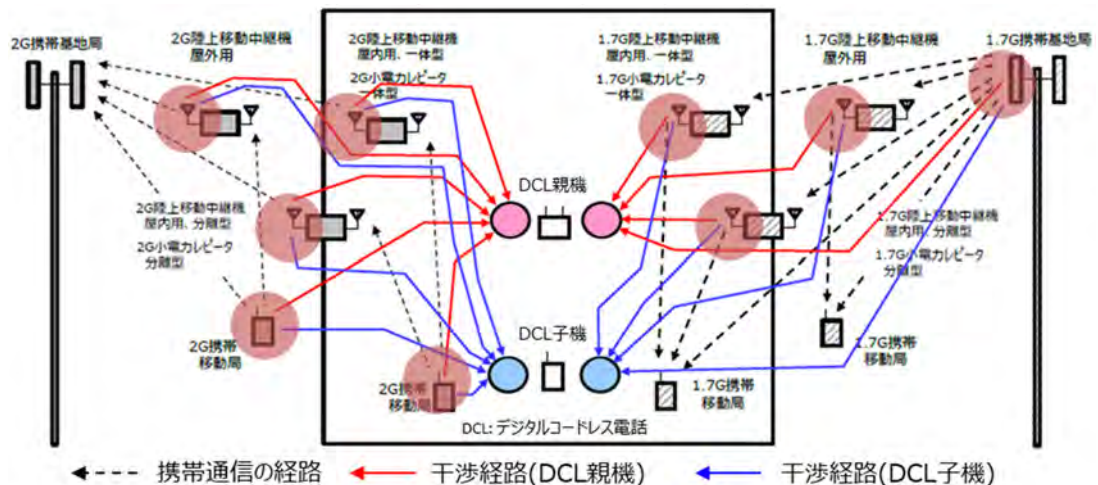 2G携帯基地局
2G陸上移動中継機
屋外用
2G陸上移動中継機
屋内用、一体型
2G小電力レピータ
一体型
1.7G陸上移動中継機
屋内用、一体型
1.7G小電力レピータ
一体型
1.7G陸上移動中継機
屋外用
1.7G携帯基地局
DCL親機
2G陸上移動中継機
屋内用、分離型
2G小電力レピータ
分離型
1.7G陸上移動中継機
屋内用、分離型
1.7G小電力レピータ
分離型
DCL子機
2G携帯
移動局
2G携帯
移動局
1.7G携帯
移動局
1.7G携帯
移動局
DCL:デジタルコードレス電話
携帯通信の経路
干渉経路(DCL親機)
干渉経路(DCL子機)